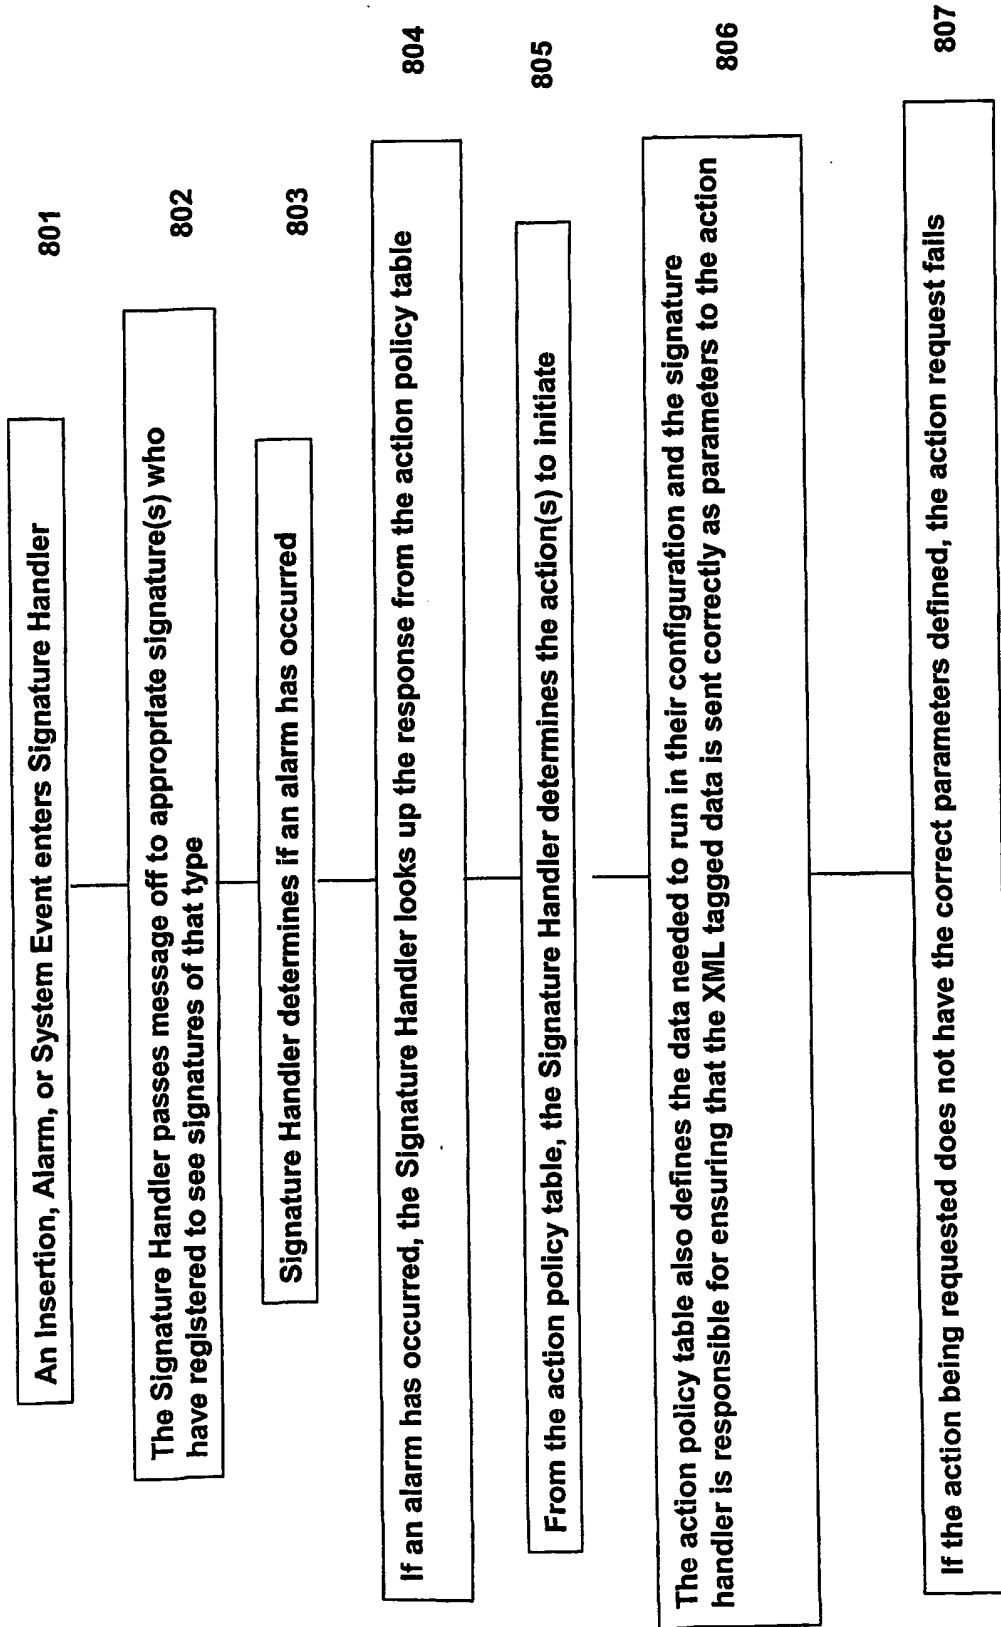 An Insertion, Alarm, or System Event enters Signature Handler
801
The Signature Handler passes message off to appropriate signature(s) who
have registered to see signatures of that type
802
Signature Handler determines if an alarm has occurred
803
If an alarm has occurred, the Signature Handler looks up the response from the action policy table
804
From the action policy table, the Signature Handler determines the action(s) to initiate
805
The action policy table also defines the data needed to run in their configuration and the signature
handler is responsible for ensuring that the XML tagged data is sent correctly as parameters to the action
806
If the action being requested does not have the correct parameters defined, the action request fails
807